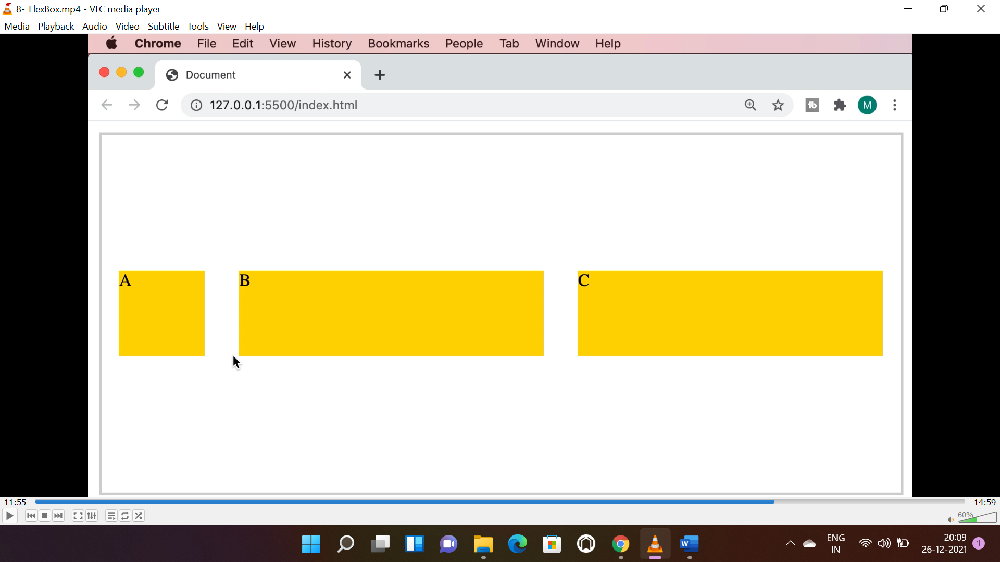 8-_FlexBox.mp4 - VLC media player
Media Playback Audio Video Subtitle Tools View Help
Chrome File Edit View History Bookmarks People Tab Window Help
Document
127.0.0.1:5500/index.html
M
A
B
C
11:55
14:59
60%
W
ENG
IN
20:09
26-12-2021
1